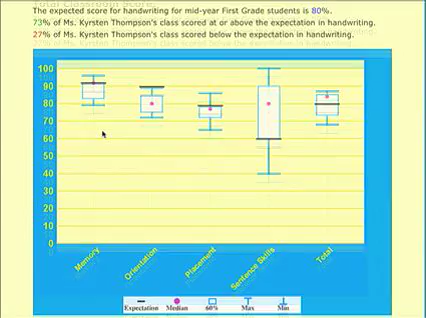 Total Classroom Score
The expected score for handwriting for mid-year First Grade students is 80%.
73% of Ms. Kyrsten Thompson's class scored at or above the expectation in handwriting.
27% of Ms. Kyrsten Thompson's class scored below the expectation in handwriting.
100
90
80
70
60
50
40
30
20
10
0
Memory
Orientation
Placement
Sentence Skills
Total
Expectation Median 60% Max Min